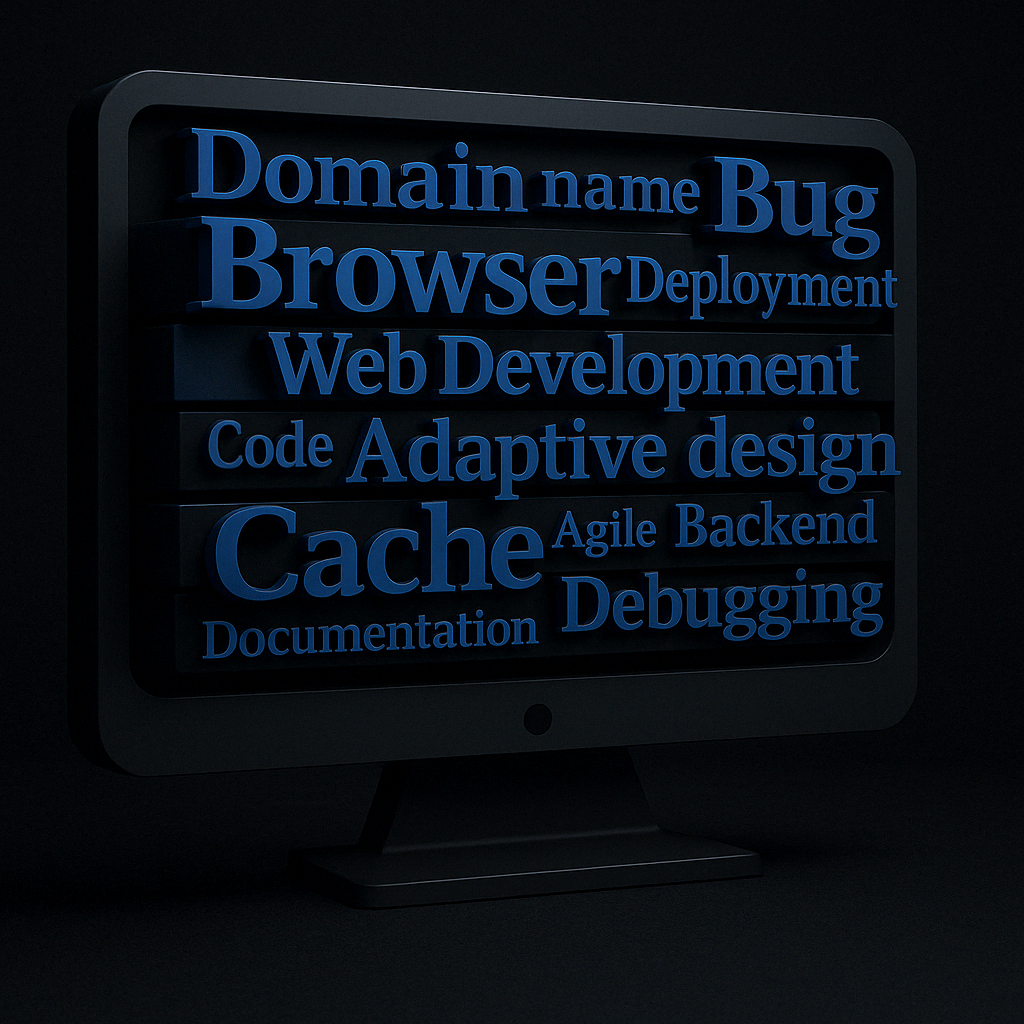 Domain name Bug
Browser Deployment
Web Development
Code Adaptive design
Cache Agile Backend
Documentation Debugging